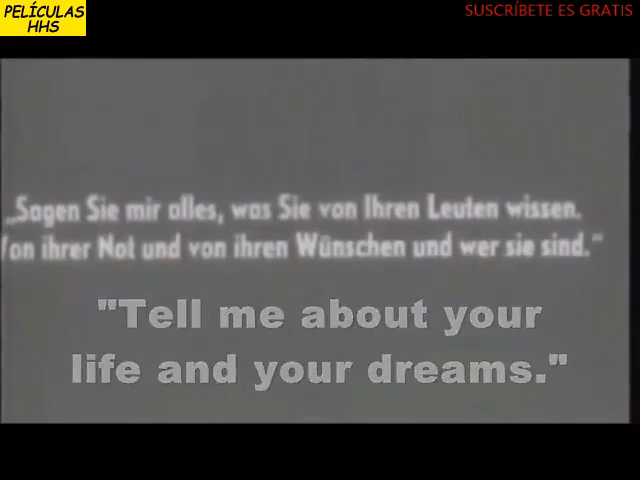 PELÍCULAS
HHS
SUSCRÍBETE ES GRATIS
„Sagen Sie mir alles, was Sie von Ihren Leuten wissen.
Von ihrer Not und von ihren Wünschen und wer sie sind.“
"Tell me about your
life and your dreams."